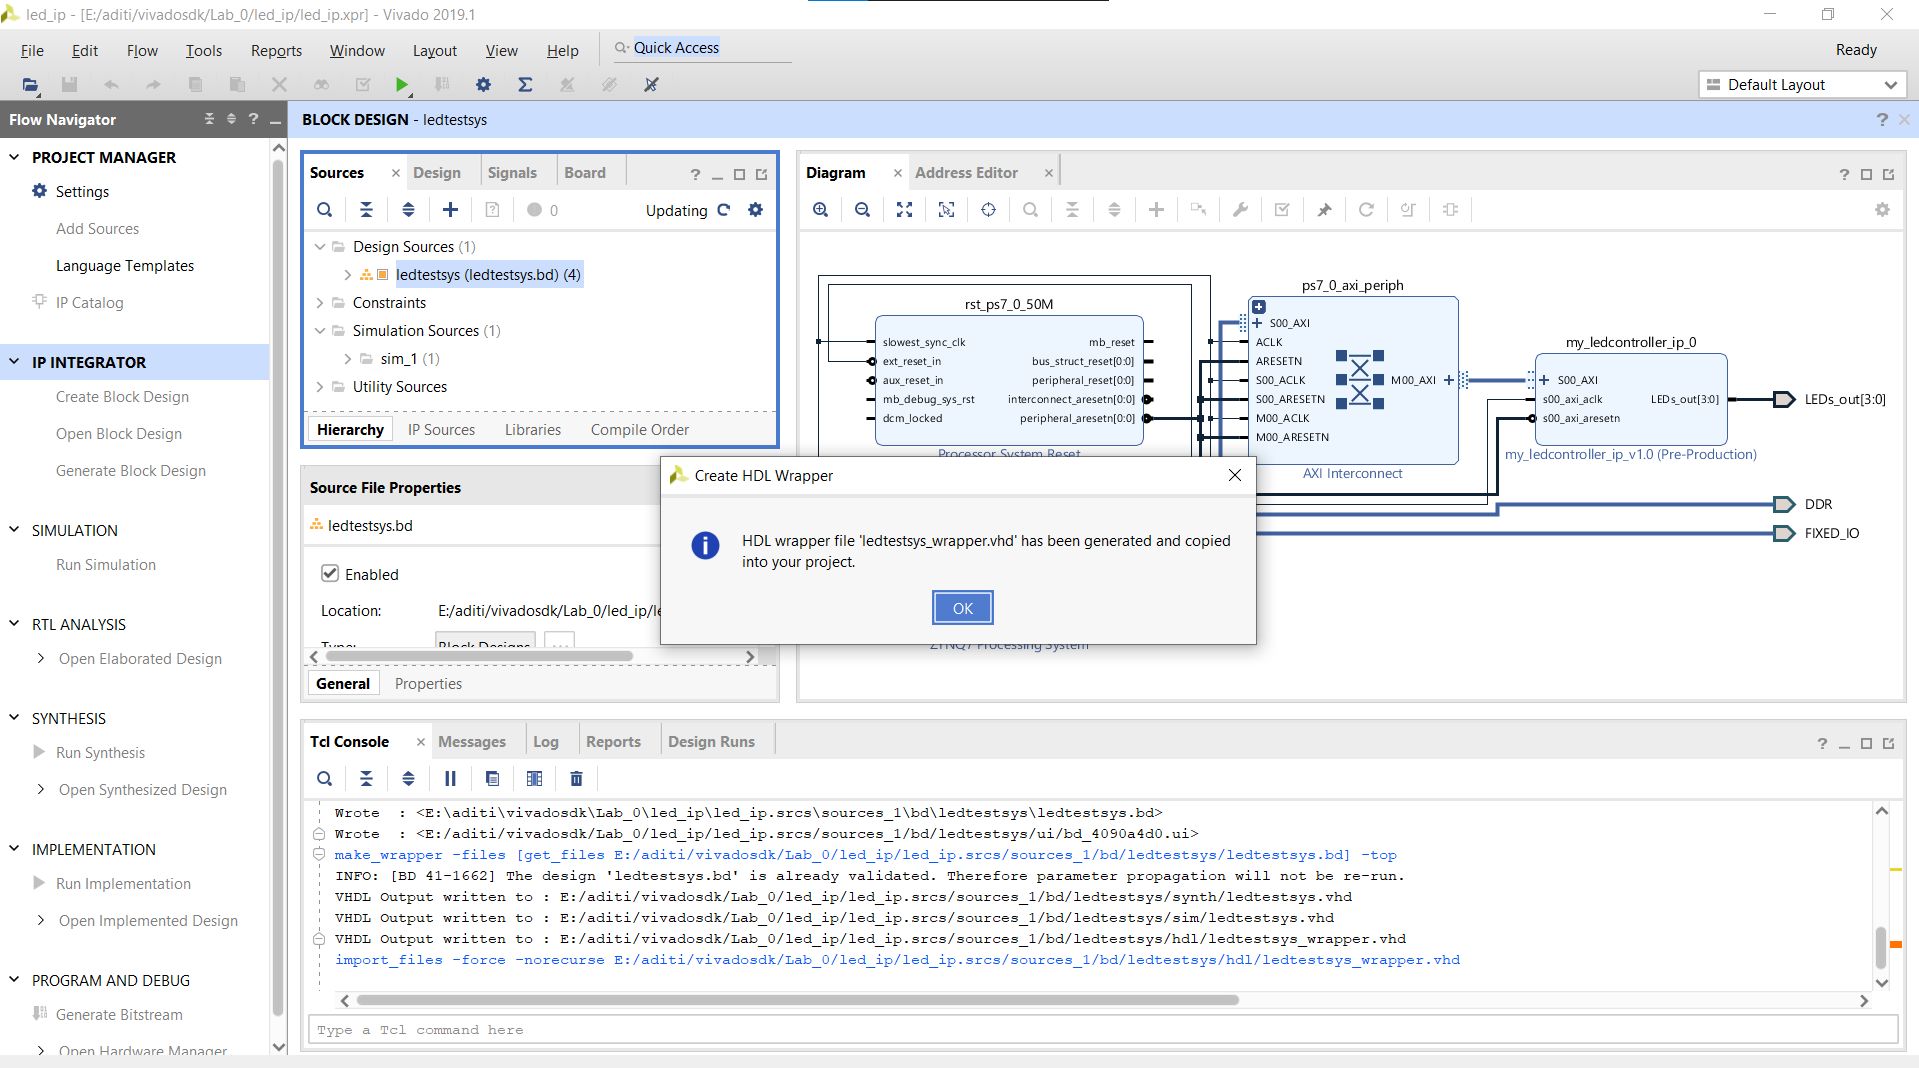 led_ip - [E:/aditi/vivadosdk/Lab_0/led_ip/led_ip.xpr] - Vivado 2019.1
File Edit Flow Tools Reports Window Layout View Help Quick Access
Ready
Default Layout
Flow Navigator
PROJECT MANAGER
Settings
Add Sources
Language Templates
IP Catalog
IP INTEGRATOR
Create Block Design
Open Block Design
Generate Block Design
SIMULATION
Run Simulation
RTL ANALYSIS
Open Elaborated Design
SYNTHESIS
Run Synthesis
Open Synthesized Design
IMPLEMENTATION
Run Implementation
Open Implemented Design
PROGRAM AND DEBUG
Generate Bitstream
Open Hardware Manager
BLOCK DESIGN - ledtestsys
Sources Design Signals Board
0 Updating
Design Sources (1)
ledtestsys (ledtestsys.bd) (4)
Constraints
Simulation Sources (1)
sim_1 (1)
Utility Sources
Hierarchy IP Sources Libraries Compile Order
Source File Properties
ledtestsys.bd
Enabled
Location: E:/aditi/vivadosdk/Lab_0/led_ip/le
Type: Block Designs
General Properties
Diagram Address Editor
rst_ps7_0_50M
slowest_sync_clk
ext_reset_in
aux_reset_in
mb_debug_sys_rst
dcm_locked
mb_reset
bus_struct_reset[0:0]
peripheral_reset[0:0]
interconnect_aresetn[0:0]
peripheral_aresetn[0:0]
Processor System Reset
ps7_0_axi_periph
S00_AXI
ACLK
ARESETN
S00_ACLK
S00_ARESETN
M00_ACLK
M00_ARESETN
M00_AXI
AXI Interconnect
my_ledcontroller_ip_0
S00_AXI
s00_axi_aclk
s00_axi_aresetn
LEDs_out[3:0]
my_ledcontroller_ip_v1.0 (Pre-Production)
LEDs_out[3:0]
DDR
FIXED_IO
ZYNQ7 Processing System
Create HDL Wrapper
HDL wrapper file 'ledtestsys_wrapper.vhd' has been generated and copied
into your project.
OK
Tcl Console Messages Log Reports Design Runs
Wrote : <E:\aditi\vivadosdk\Lab_0\led_ip\led_ip.srcs\sources_1\bd\ledtestsys\ledtestsys.bd>
Wrote : <E:/aditi/vivadosdk/Lab_0/led_ip/led_ip.srcs/sources_1/bd/ledtestsys/ui/bd_4090a4d0.ui>
make_wrapper -files [get_files E:/aditi/vivadosdk/Lab_0/led_ip/led_ip.srcs/sources_1/bd/ledtestsys/ledtestsys.bd] -top
INFO: [BD 41-1662] The design 'ledtestsys.bd' is already validated. Therefore parameter propagation will not be re-run.
VHDL Output written to : E:/aditi/vivadosdk/Lab_0/led_ip/led_ip.srcs/sources_1/bd/ledtestsys/synth/ledtestsys.vhd
VHDL Output written to : E:/aditi/vivadosdk/Lab_0/led_ip/led_ip.srcs/sources_1/bd/ledtestsys/sim/ledtestsys.vhd
VHDL Output written to : E:/aditi/vivadosdk/Lab_0/led_ip/led_ip.srcs/sources_1/bd/ledtestsys/hdl/ledtestsys_wrapper.vhd
import_files -force -norecurse E:/aditi/vivadosdk/Lab_0/led_ip/led_ip.srcs/sources_1/bd/ledtestsys/hdl/ledtestsys_wrapper.vhd
Type a Tcl command here